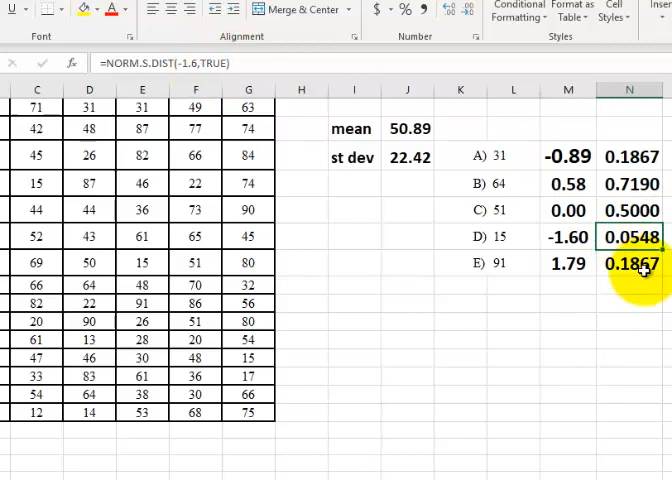 U Merge & Center $ % , Conditional Format as Cell Inser
Formatting Table Styles
Font Alignment Number Styles
fx =NORM.S.DIST(-1.6,TRUE)
C D E F G H I J K L M N
71 31 31 49 63
42 48 87 77 74 mean 50.89
45 26 82 66 84 st dev 22.42 A) 31 -0.89 0.1867
15 87 46 22 74 B) 64 0.58 0.7190
44 44 36 73 90 C) 51 0.00 0.5000
52 43 61 65 45 D) 15 -1.60 0.0548
69 50 15 51 80 E) 91 1.79 0.1867
66 64 48 70 32
82 22 91 86 56
20 90 26 51 80
61 13 28 20 54
47 46 30 48 15
33 83 61 36 17
54 64 38 30 66
12 14 53 68 75